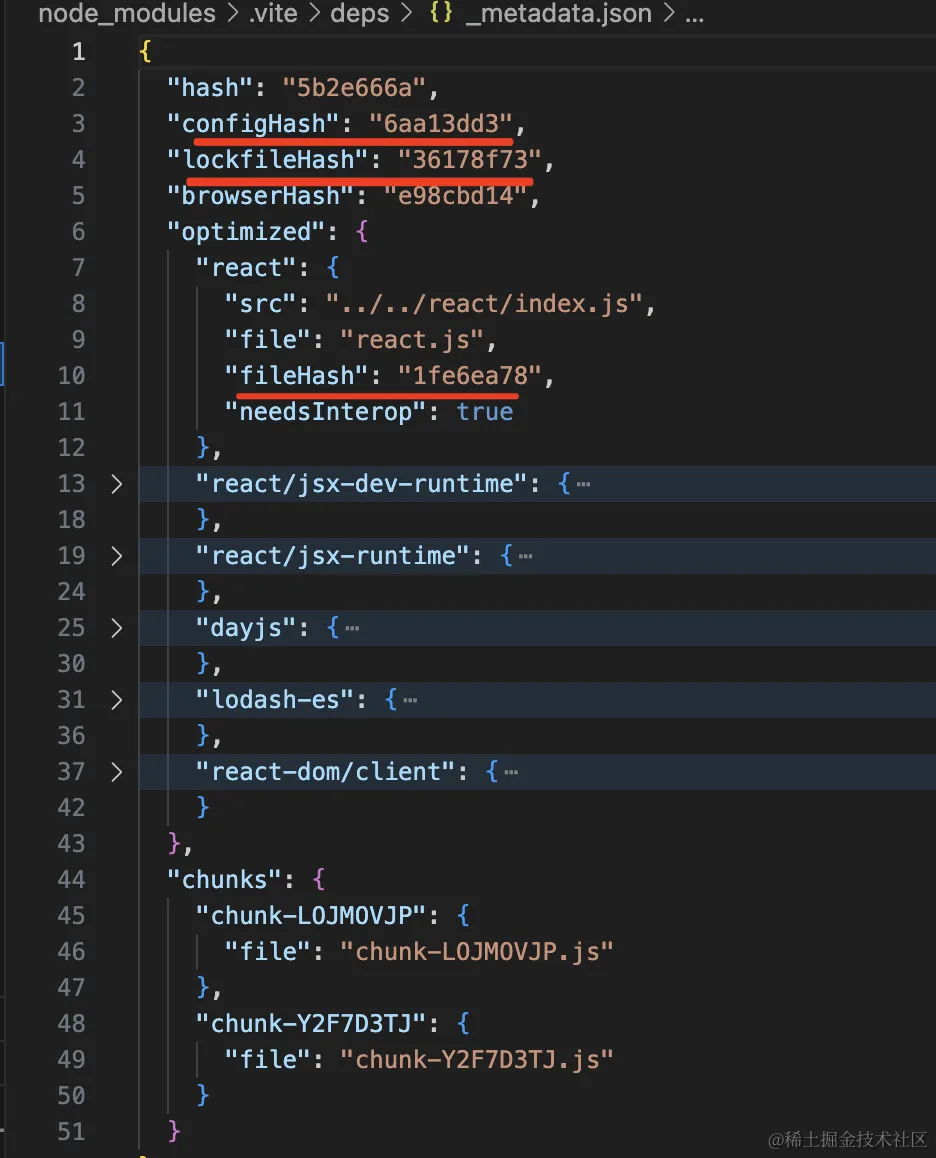 node_modules > .vite > deps > {} _metadata.json > ...
1 {
2 "hash": "5b2e666a",
3 "configHash": "6aa13dd3",
4 "lockfileHash": "36178f73",
5 "browserHash": "e98cbd14",
6 "optimized": {
7 "react": {
8 "src": "../../react/index.js",
9 "file": "react.js",
10 "fileHash": "1fe6ea78",
11 "needsInterop": true
12 },
13 > "react/jsx-dev-runtime": { ⋯
18 },
19 > "react/jsx-runtime": { ⋯
24 },
25 > "dayjs": { ⋯
30 },
31 > "lodash-es": { ⋯
36 },
37 > "react-dom/client": { ⋯
42 }
43 },
44 "chunks": {
45 "chunk-LOJMOVJP": {
46 "file": "chunk-LOJMOVJP.js"
47 },
48 "chunk-Y2F7D3TJ": {
49 "file": "chunk-Y2F7D3TJ.js"
50 }
51 }
@稀土掘金技术社区